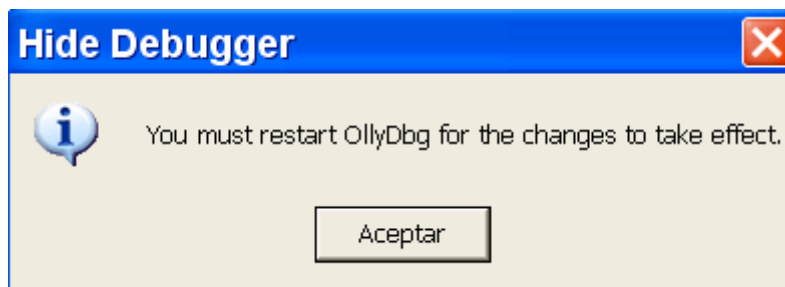 Hide Debugger
You must restart OllyDbg for the changes to take effect.
Aceptar